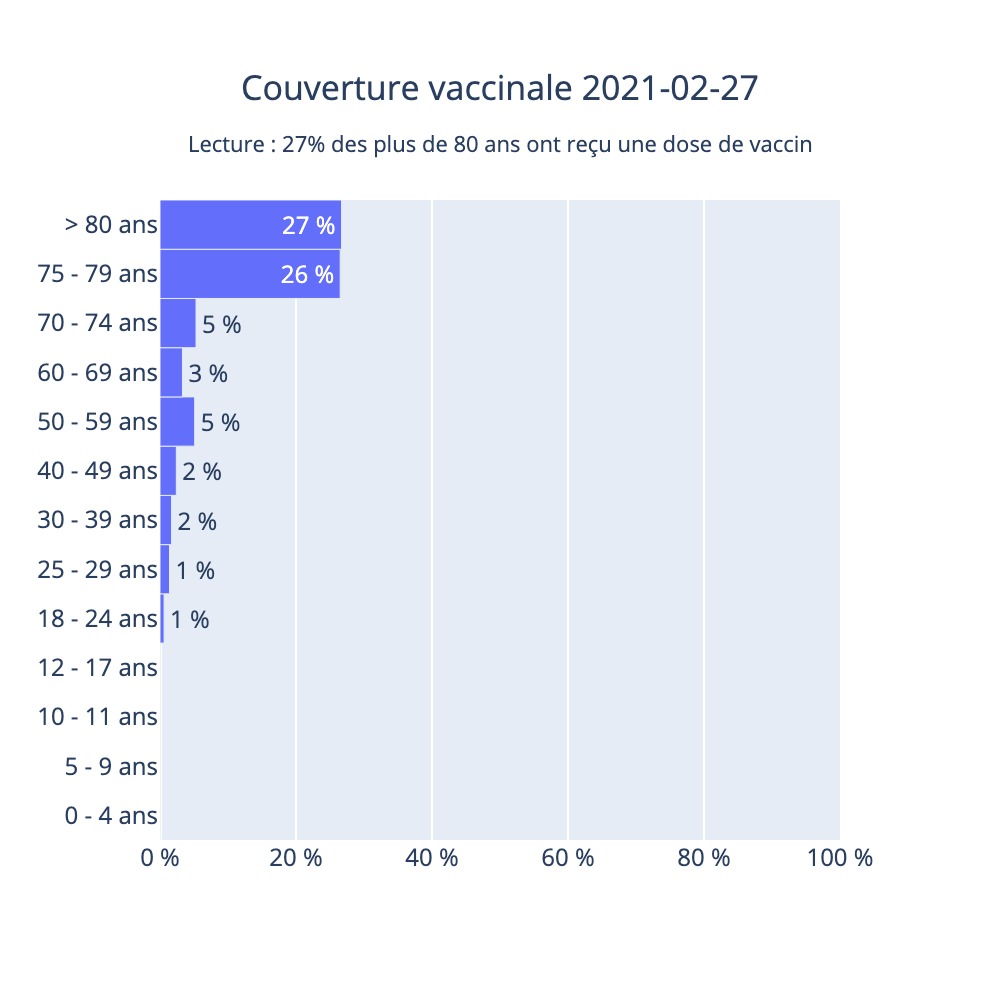 Couverture vaccinale 2021-02-27
Lecture : 27% des plus de 80 ans ont reçu une dose de vaccin
> 80 ans 27 %
75 - 79 ans 26 %
70 - 74 ans 5 %
60 - 69 ans 3 %
50 - 59 ans 5 %
40 - 49 ans 2 %
30 - 39 ans 2 %
25 - 29 ans 1 %
18 - 24 ans 1 %
12 - 17 ans
10 - 11 ans
5 - 9 ans
0 - 4 ans
0 % 20 % 40 % 60 % 80 % 100 %